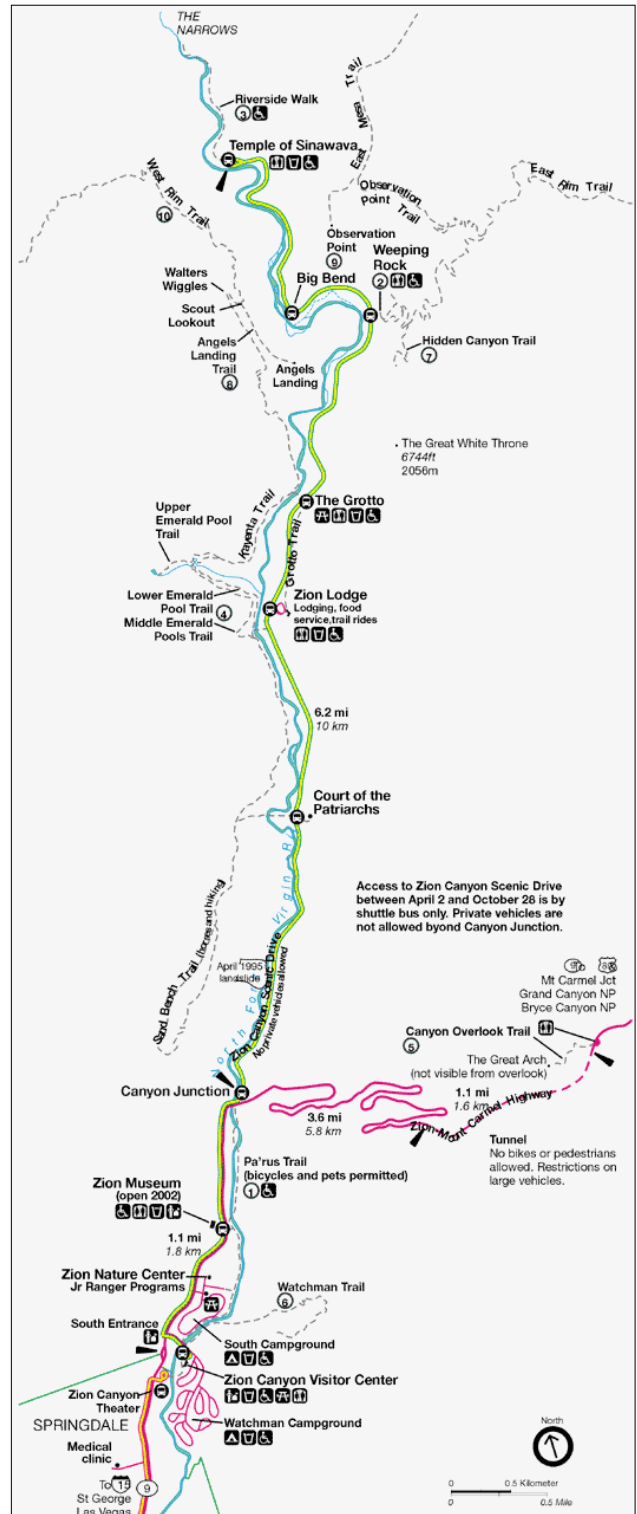 THE
NARROWS
Riverside Walk
3
Temple of Sinawava
East Mesa Trail
West Rim Trail
10
Observation
Point Trail
East Rim Trail
Observation
Point
9
Weeping
Rock
2
Big Bend
Walters
Wiggles
Scout
Lookout
Angels
Landing
Trail
8
Angels
Landing
Hidden Canyon Trail
7
The Great White Throne
6744ft
2056m
The Grotto
Kayenta Trail
Grotto Trail
Upper
Emerald Pool
Trail
Lower Emerald
Pool Trail
4
Middle Emerald
Pools Trail
Zion Lodge
Lodging, food
service,trail rides
6.2 mi
10 km
Court of the
Patriarchs
Access to Zion Canyon Scenic Drive
between April 2 and October 28 is by
shuttle bus only. Private vehicles are
not allowed byond Canyon Junction.
Sand Bench Trail (horses and hiking)
April 1995
landslide
Zion Canyon Scenic Drive
No private vehicles allowed
North Fork
Virgin Ri
9
89
Mt Carmel Jct
Grand Canyon NP
Bryce Canyon NP
Canyon Overlook Trail
5
The Great Arch
(not visible from overlook)
Canyon Junction
1.1 mi
1.6 km
3.6 mi
5.8 km
Zion-Mount Carmel Highway
Tunnel
No bikes or pedestrians
allowed. Restrictions on
large vehicles.
Pa'rus Trail
(bicycles and pets permitted)
1
Zion Museum
(open 2002)
1.1 mi
1.8 km
Zion Nature Center
Jr Ranger Programs
Watchman Trail
6
South Entrance
South Campground
Zion Canyon Visitor Center
Zion Canyon
Theater
SPRINGDALE
Watchman Campground
Medical
clinic
To 15
9
St George
Las Vegas
North
0 0.5 Kilometer
0 0.5 Mile